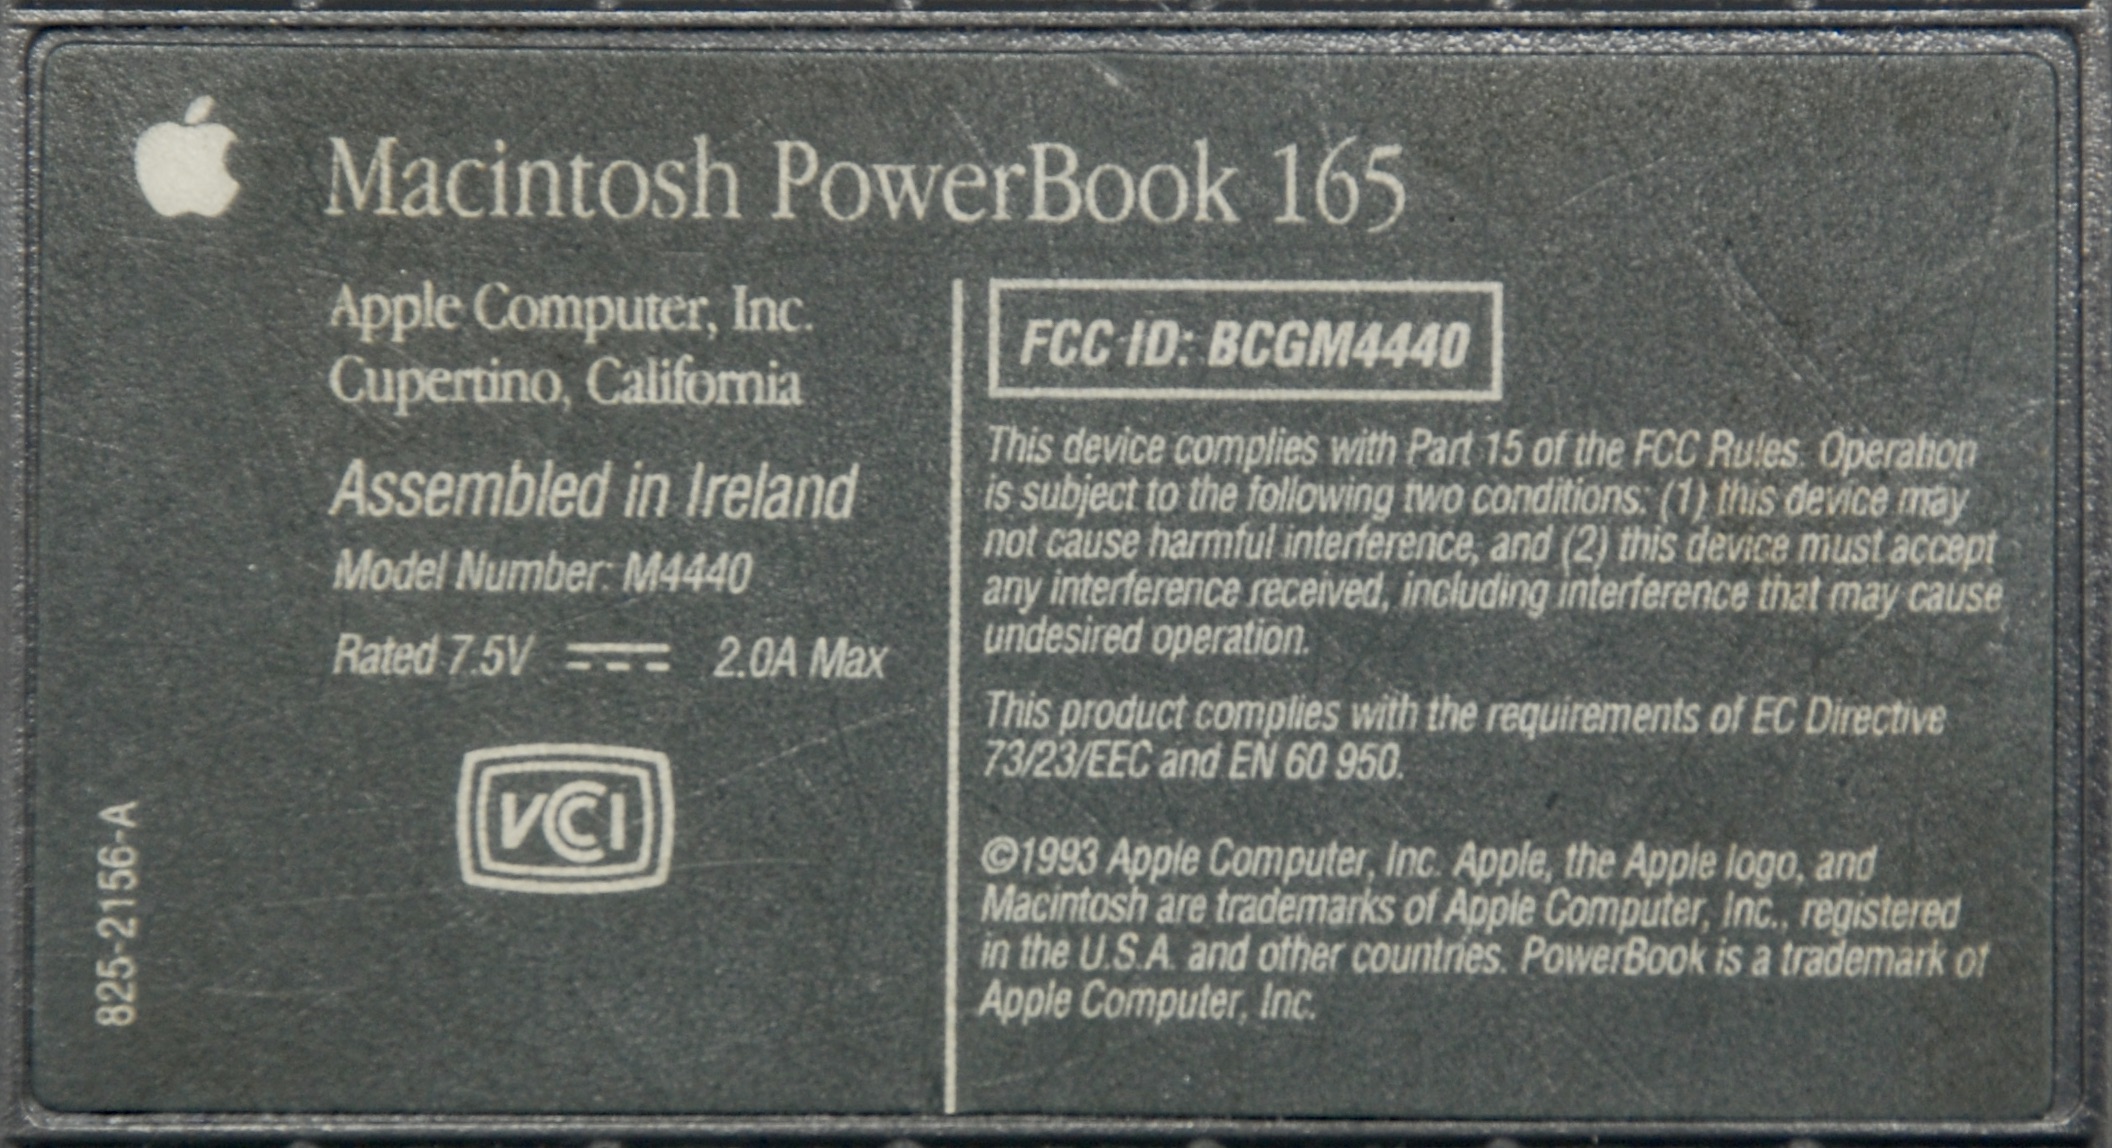 Macintosh PowerBook 165
Apple Computer, Inc.
Cupertino, California
Assembled in Ireland
Model Number: M4440
Rated 7.5V 2.0A Max
VCCI
825-2156-A
FCC ID: BCGM4440
This device complies with Part 15 of the FCC Rules. Operation
is subject to the following two conditions: (1) this device may
not cause harmful interference, and (2) this device must accept
any interference received, including interference that may cause
undesired operation.
This product complies with the requirements of EC Directive
73/23/EEC and EN 60 950.
©1993 Apple Computer, Inc. Apple, the Apple logo, and
Macintosh are trademarks of Apple Computer, Inc., registered
in the U.S.A. and other countries. PowerBook is a trademark of
Apple Computer, Inc.